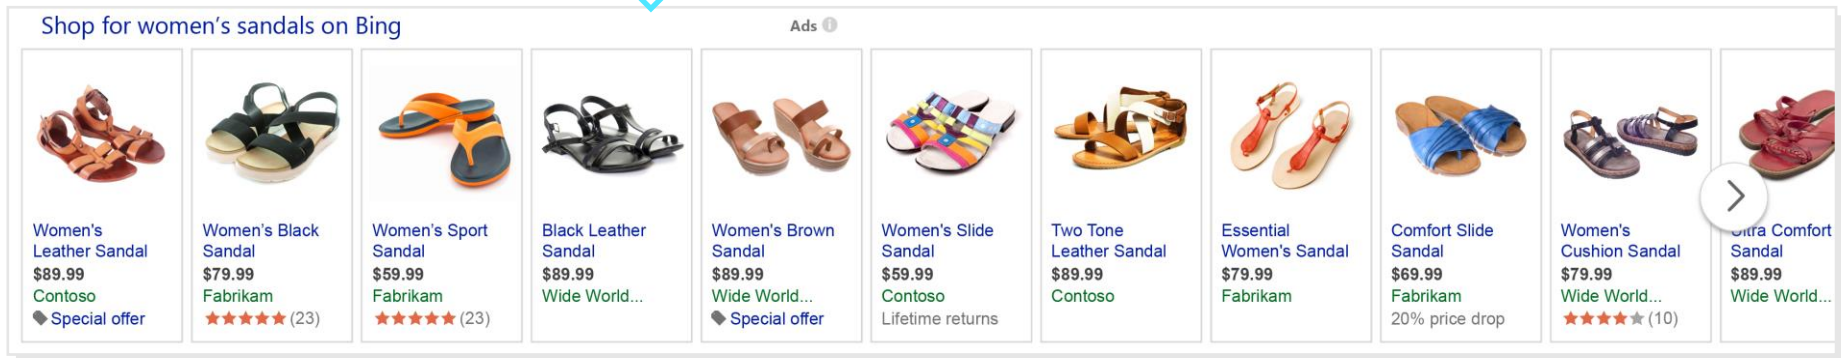 Shop for women's sandals on Bing
Ads
Women's
Leather Sandal
$89.99
Contoso
Special offer
Women's Black
Sandal
$79.99
Fabrikam
(23)
Women's Sport
Sandal
$59.99
Fabrikam
(23)
Black Leather
Sandal
$89.99
Wide World...
Women's Brown
Sandal
$89.99
Wide World...
Special offer
Women's Slide
Sandal
$59.99
Contoso
Lifetime returns
Two Tone
Leather Sandal
$89.99
Contoso
Essential
Women's Sandal
$79.99
Fabrikam
Comfort Slide
Sandal
$69.99
Fabrikam
20% price drop
Women's
Cushion Sandal
$79.99
Wide World...
(10)
Ultra Comfort
Sandal
$89.99
Wide World...